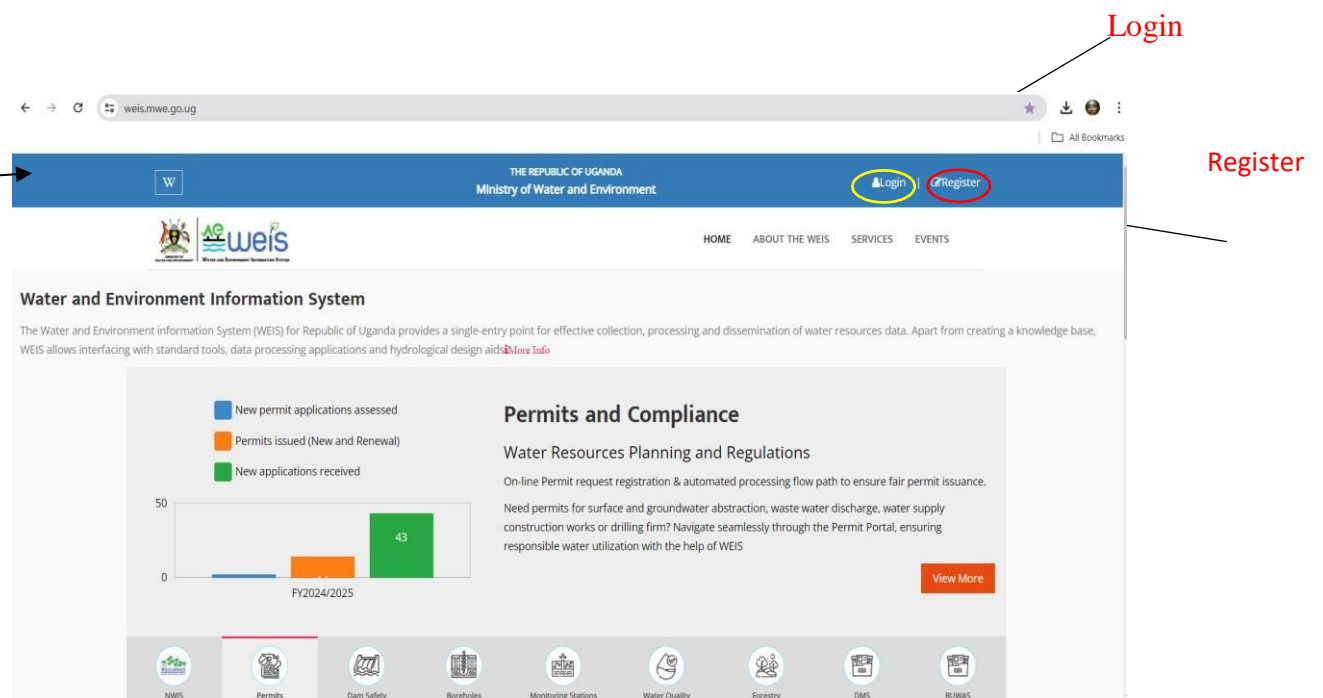 Login
weis.mwe.go.ug
All Bookmarks
Register
W
THE REPUBLIC OF UGANDA
Ministry of Water and Environment
Login | Register
weis
WATER AND ENVIRONMENT INFORMATION SYSTEM
HOME ABOUT THE WEIS SERVICES EVENTS
Water and Environment Information System
The Water and Environment information System (WEIS) for Republic of Uganda provides a single-entry point for effective collection, processing and dissemination of water resources data. Apart from creating a knowledge base,
WEIS allows interfacing with standard tools, data processing applications and hydrological design aids More Info
New permit applications assessed
Permits issued (New and Renewal)
New applications received
50
43
0
FY2024/2025
Permits and Compliance
Water Resources Planning and Regulations
On-line Permit request registration & automated processing flow path to ensure fair permit issuance.
Need permits for surface and groundwater abstraction, waste water discharge, water supply
construction works or drilling firm? Navigate seamlessly through the Permit Portal, ensuring
responsible water utilization with the help of WEIS
View More
NWIS Permits Dam Safety Boreholes Monitoring Stations Water Quality Forestry DMS RUWAS